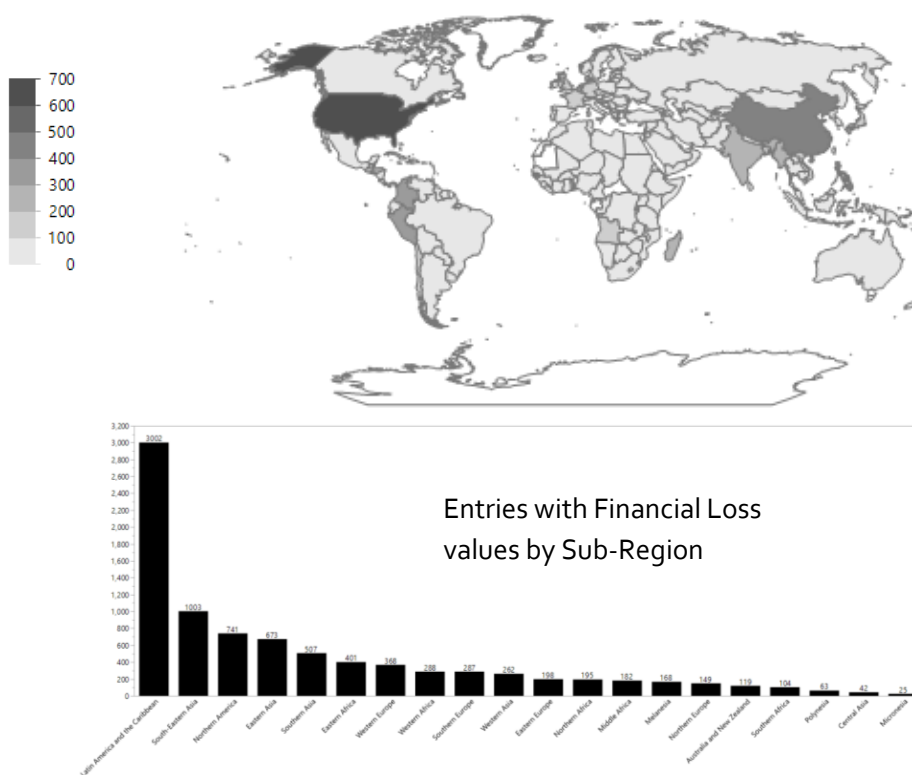 700
600
500
400
300
200
100
0
3,200
3,000
2,800
2,600
2,400
2,200
2,000
1,800
1,600
1,400
1,200
1,000
800
600
400
200
0
Entries with Financial Loss
values by Sub-Region
3002
1003
741
673
507
401
368
288
287
262
198
195
182
168
149
119
104
63
42
25
Latin America and the Caribbean
South-Eastern Asia
Northern America
Eastern Asia
Southern Asia
Eastern Africa
Western Europe
Western Africa
Southern Europe
Western Asia
Eastern Europe
Northern Africa
Middle Africa
Melanesia
Northern Europe
Australia and New Zealand
Southern Africa
Polynesia
Central Asia
Micronesia